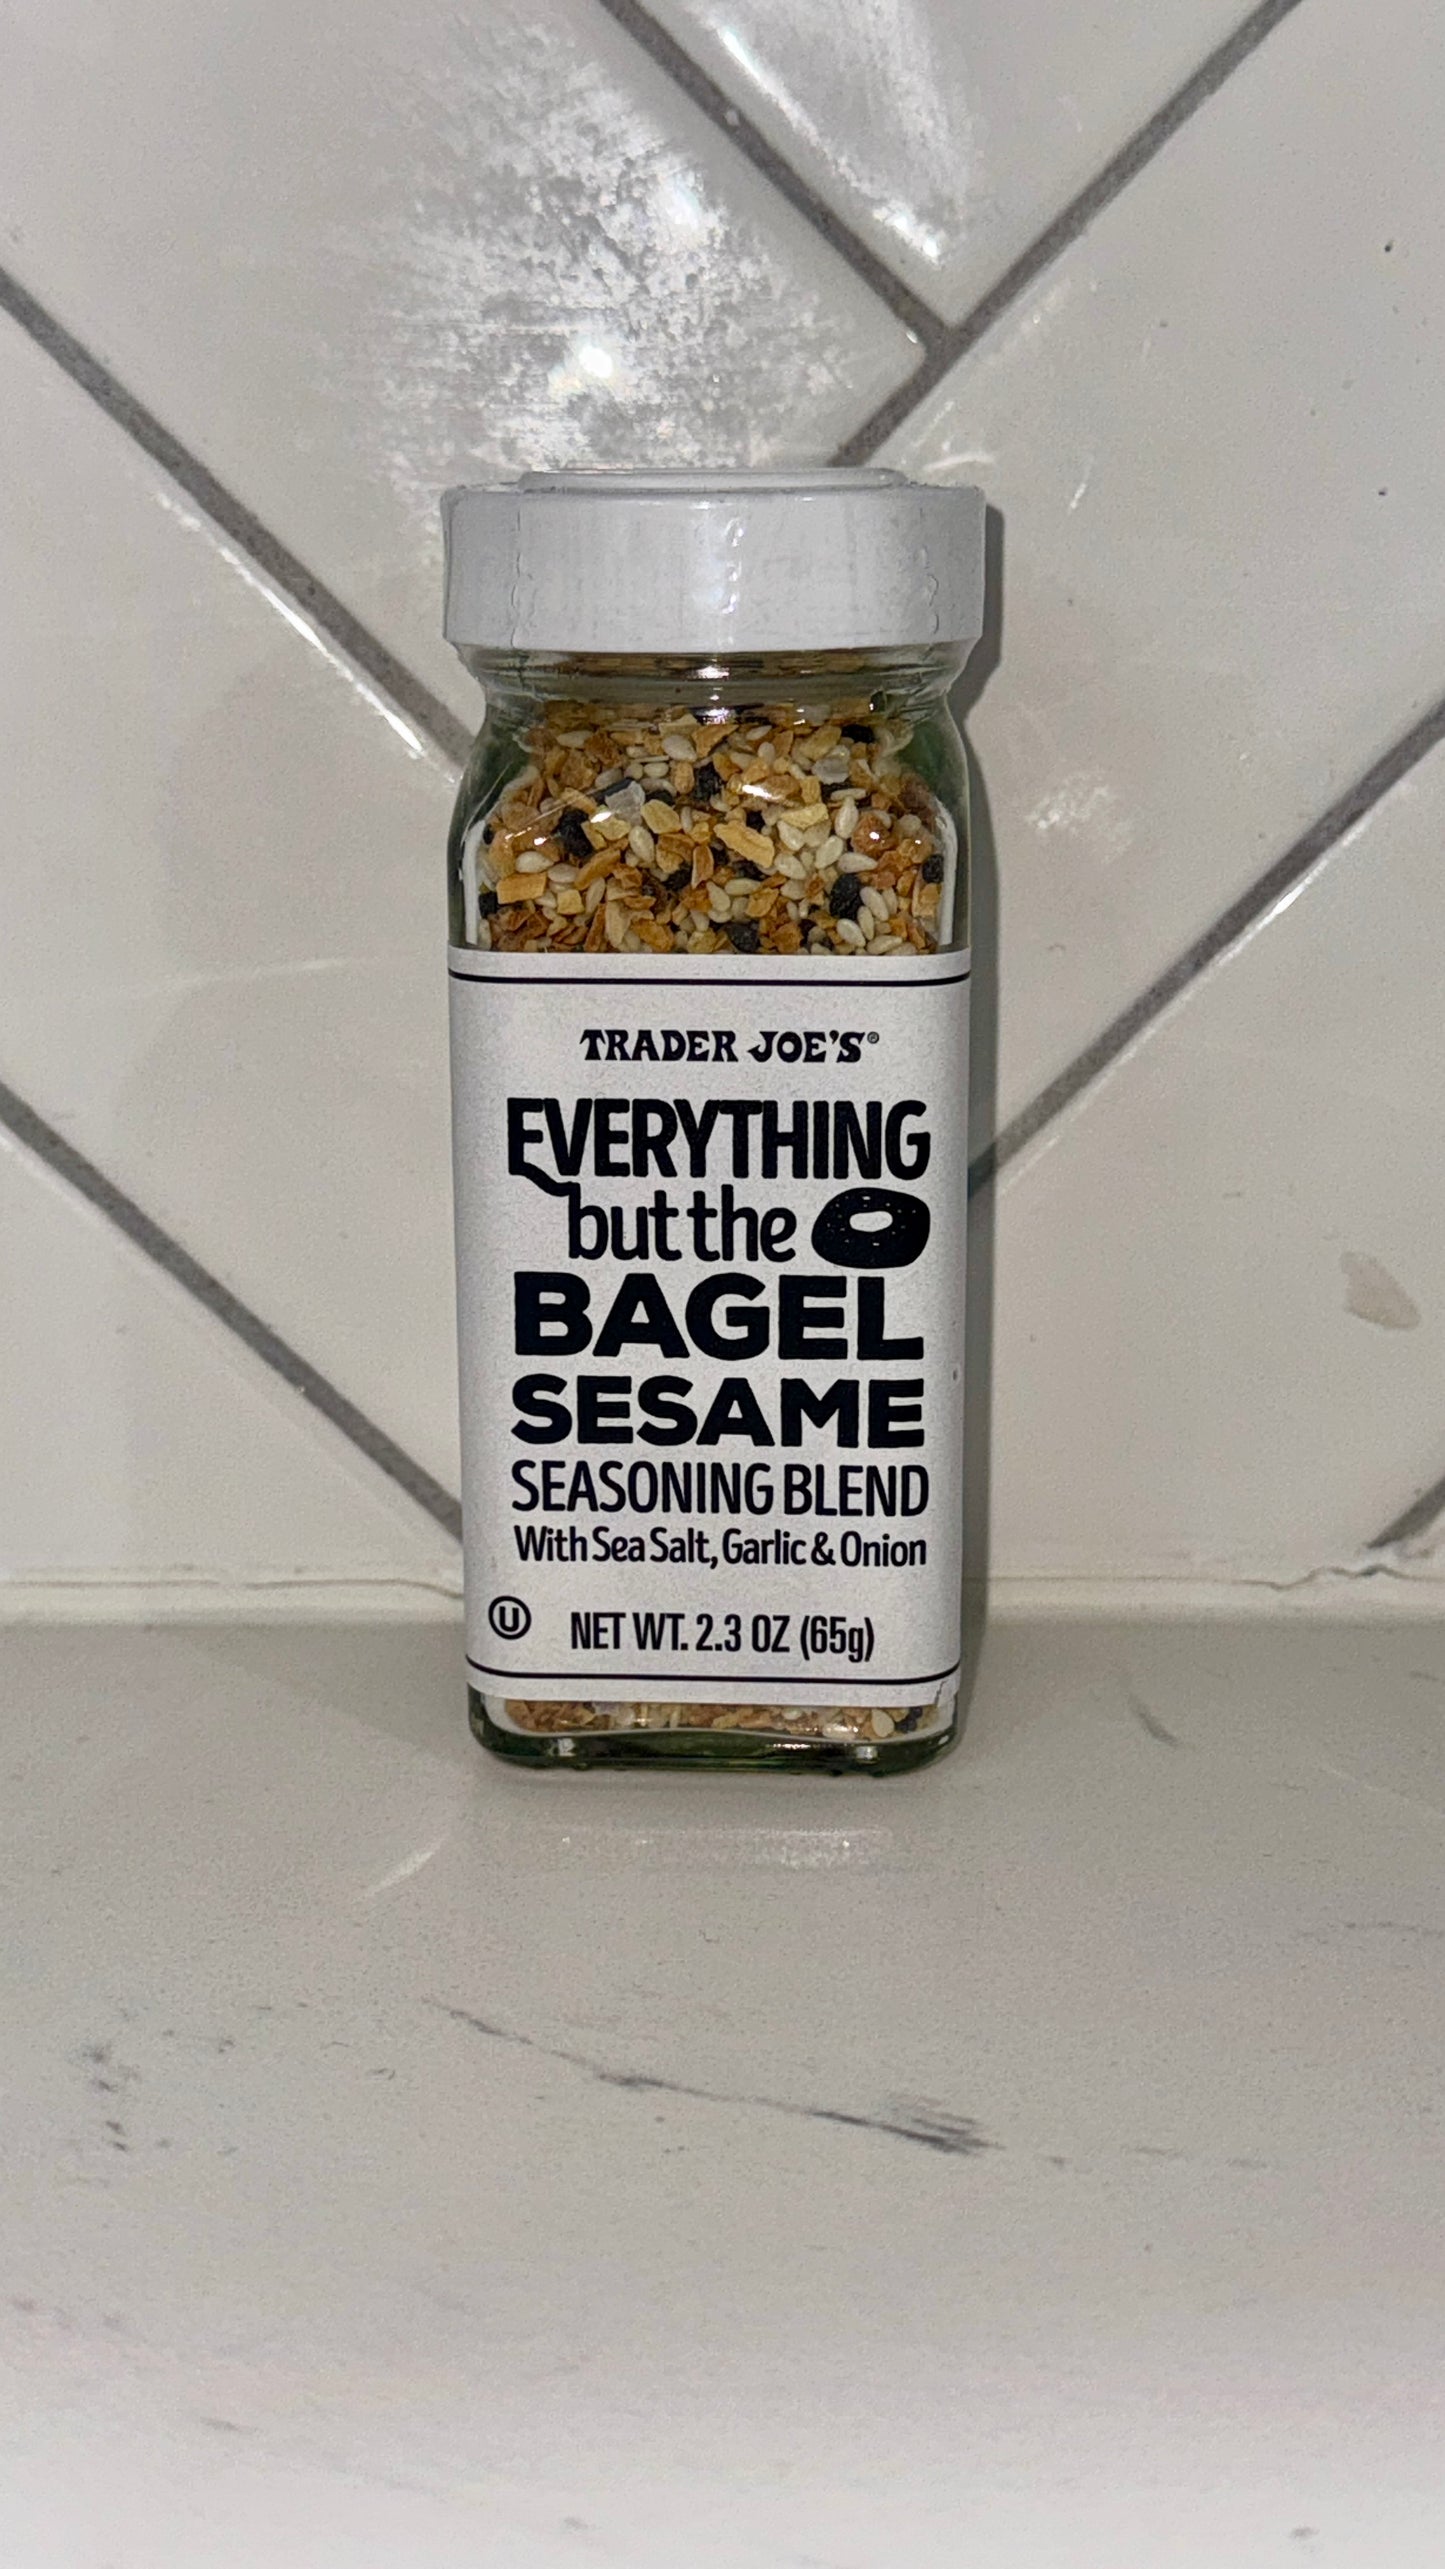 TRADER JOE'S®
EVERYTHING
but the
BAGEL
SESAME
SEASONING BLEND
With Sea Salt, Garlic & Onion
U NET WT. 2.3 OZ (65g)